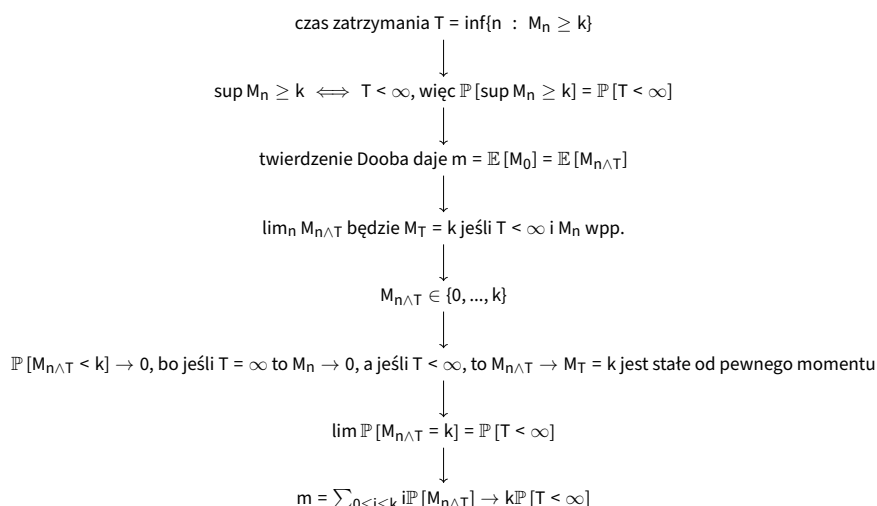 czas zatrzymania T = inf{n : Mₙ ≥ k}
sup Mₙ ≥ k ⟺ T < ∞, więc ℙ [sup Mₙ ≥ k] = ℙ [T < ∞]
twierdzenie Dooba daje m = 𝔼 [M₀] = 𝔼 [Mₙ∧T]
limₙ Mₙ∧T będzie M_T = k jeśli T < ∞ i Mₙ wpp.
Mₙ∧T ∈ {0, ..., k}
ℙ [Mₙ∧T < k] → 0, bo jeśli T = ∞ to Mₙ → 0, a jeśli T < ∞, to Mₙ∧T → M_T = k jest stałe od pewnego momentu
lim ℙ [Mₙ∧T = k] = ℙ [T < ∞]
m = ∑₀≤i≤k iℙ [Mₙ∧T] → kℙ [T < ∞]